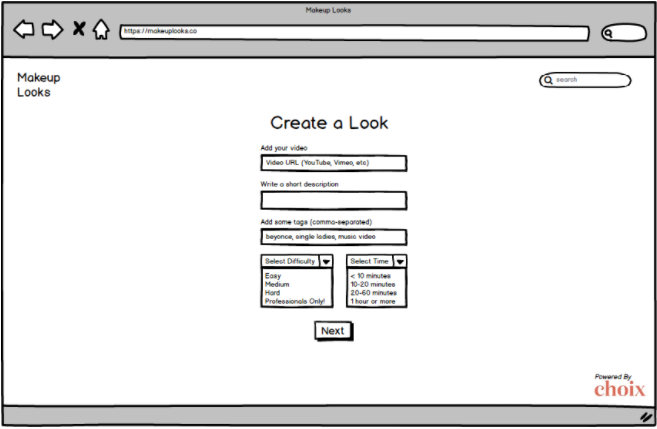 Makeup Looks
https://makeuplooks.co
Makeup
Looks
search
Create a Look
Add your video
Video URL (YouTube, Vimeo, etc)
Write a short description
Add some tags (comma-separated)
beyonce, single ladies, music video
Select Difficulty
Select Time
Easy
< 10 minutes
Medium
10-20 minutes
Hard
20-60 minutes
Professionals Only!
1 hour or more
Next
Powered By
choix